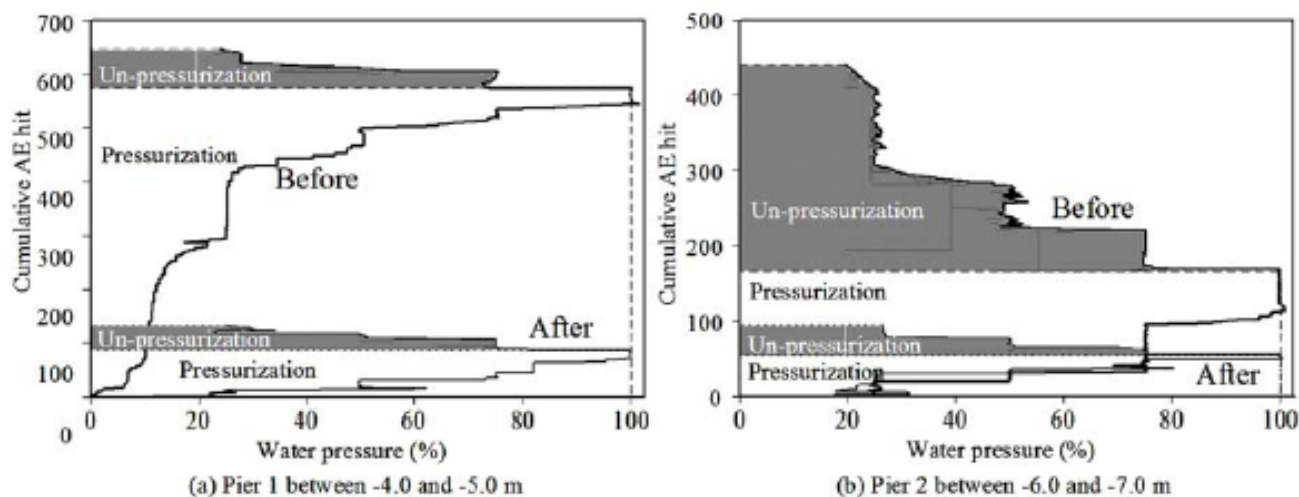 700
600
500
400
300
200
100
0
Cumulative AE hit
Un-pressurization
Pressurization
Before
After
Un-pressurization
Pressurization
0 20 40 60 80 100
Water pressure (%)
(a) Pier 1 between -4.0 and -5.0 m
500
400
300
200
100
0
Cumulative AE hit
Un-pressurization
Before
Pressurization
Un-pressurization
Pressurization
After
0 20 40 60 80 100
Water pressure (%)
(b) Pier 2 between -6.0 and -7.0 m